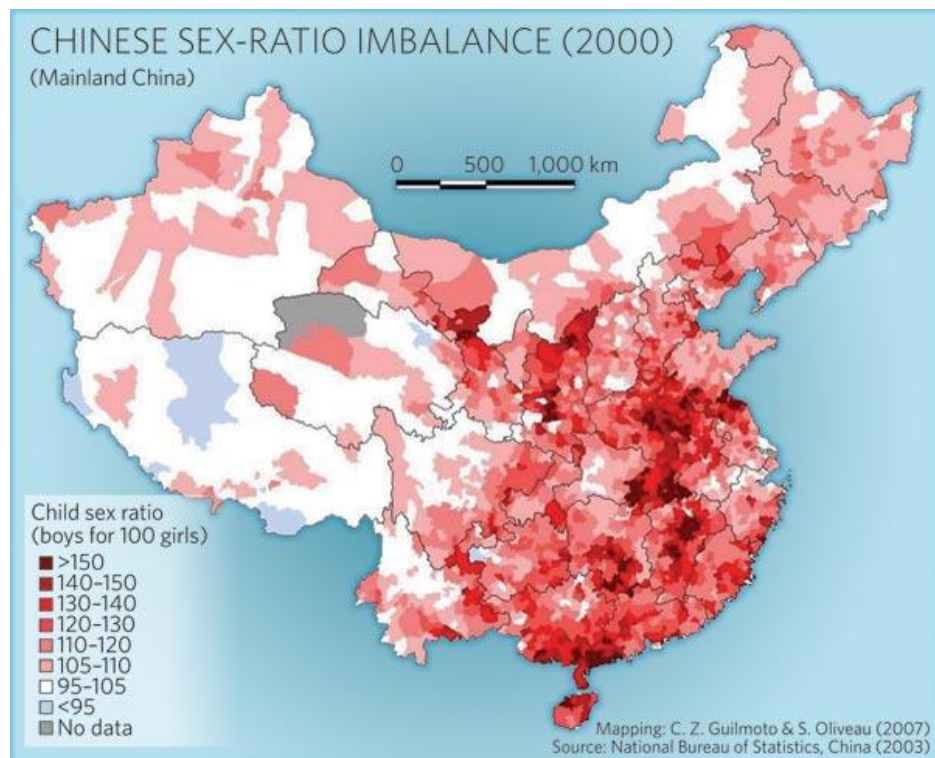 CHINESE SEX-RATIO IMBALANCE (2000)
(Mainland China)
0 500 1,000 km
Child sex ratio
(boys for 100 girls)
>150
140–150
130–140
120–130
110–120
105–110
95–105
<95
No data
Mapping: C. Z. Guilmoto & S. Oliveau (2007)
Source: National Bureau of Statistics, China (2003)